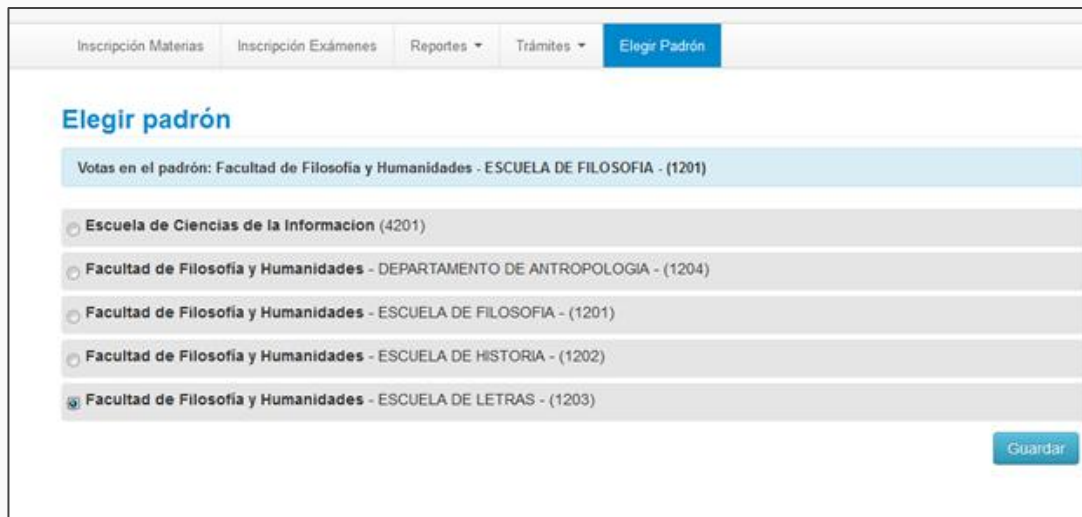 Inscripción Materias Inscripción Exámenes Reportes Trámites Elegir Padrón
Elegir padrón
Votas en el padrón: Facultad de Filosofía y Humanidades - ESCUELA DE FILOSOFIA - (1201)
Escuela de Ciencias de la Informacion (4201)
Facultad de Filosofía y Humanidades - DEPARTAMENTO DE ANTROPOLOGIA - (1204)
Facultad de Filosofía y Humanidades - ESCUELA DE FILOSOFIA - (1201)
Facultad de Filosofía y Humanidades - ESCUELA DE HISTORIA - (1202)
Facultad de Filosofía y Humanidades - ESCUELA DE LETRAS - (1203)
Guardar